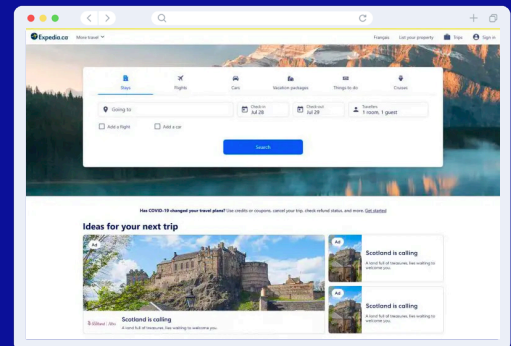 Expedia.ca More travel Français List your property Trips Sign in
Stays Flights Cars Vacation packages Things to do Cruises
Going to Check-in Jul 28 Check-out Jul 29 Travellers 1 room, 1 guest
Add a flight Add a car
Search
Has COVID-19 changed your travel plans? Use credits or coupons, cancel your trip, check refund status, and more. Get started
Ideas for your next trip
Ad
Scotland is calling
A land full of treasures, lies waiting to welcome you.
Ad
Scotland is calling
A land full of treasures, lies waiting to
welcome you.
Ad
Scotland is calling
A land full of treasures, lies waiting to
welcome you.